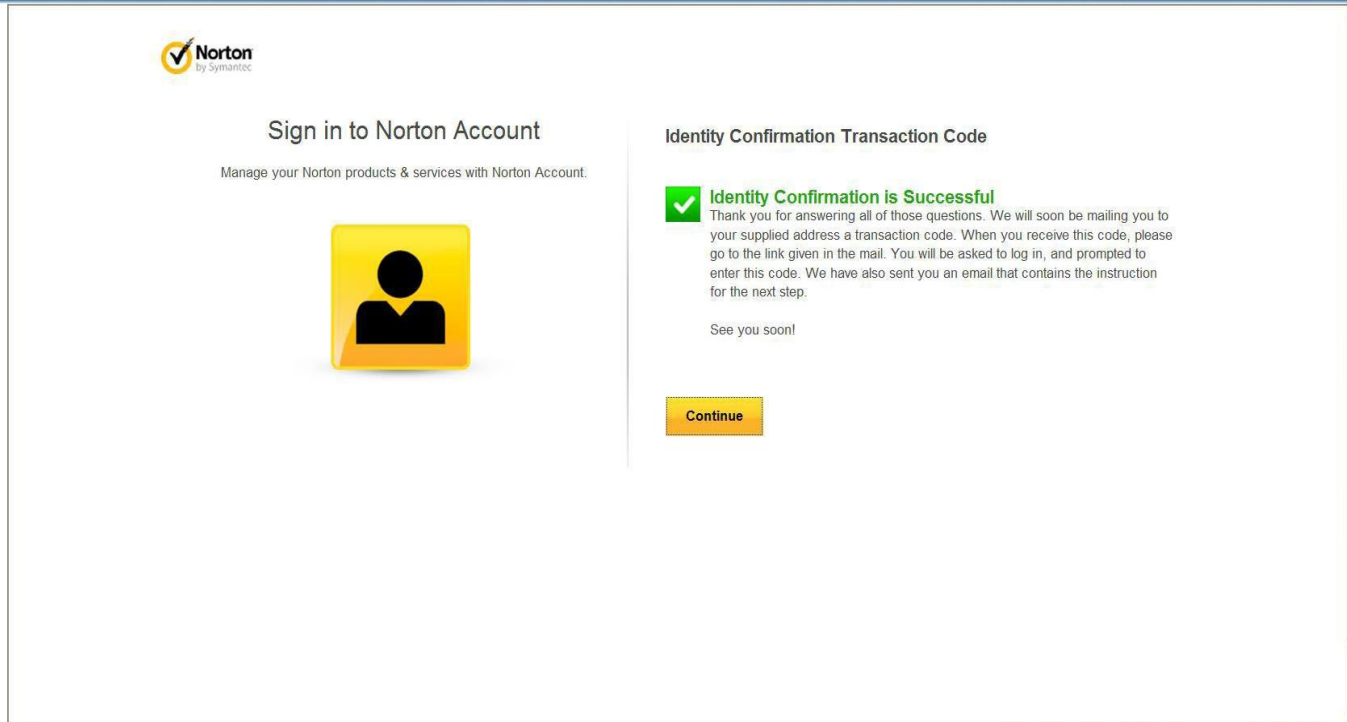 Norton
by Symantec
Sign in to Norton Account
Manage your Norton products & services with Norton Account.
Identity Confirmation Transaction Code
Identity Confirmation is Successful
Thank you for answering all of those questions. We will soon be mailing you to
your supplied address a transaction code. When you receive this code, please
go to the link given in the mail. You will be asked to log in, and prompted to
enter this code. We have also sent you an email that contains the instruction
for the next step.
See you soon!
Continue